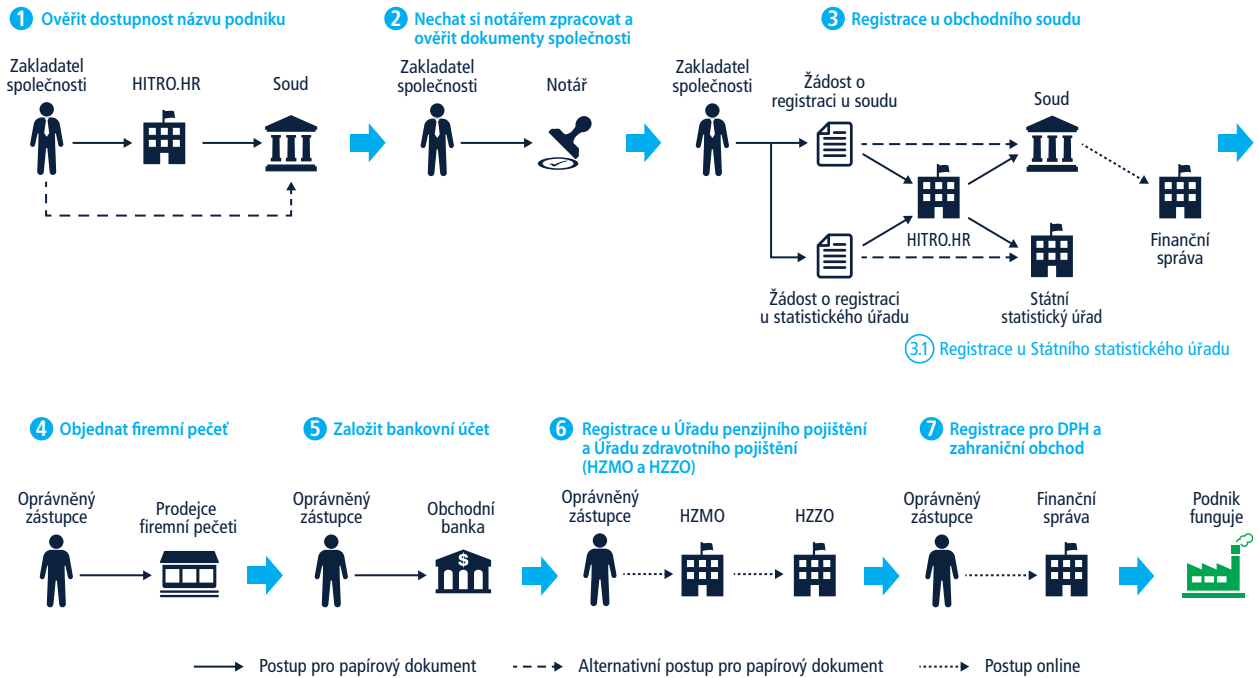 1 Ověřit dostupnost názvu podniku
Zakladatel
společnosti
HITRO.HR
Soud
2 Nechat si notářem zpracovat a
ověřit dokumenty společnosti
Zakladatel
společnosti
Notář
3 Registrace u obchodního soudu
Zakladatel
společnosti
Žádost o
registraci u soudu
Soud
HITRO.HR
Finanční
správa
Žádost o registraci
u statistického úřadu
Státní
statistický úřad
3.1 Registrace u Státního statistického úřadu
4 Objednat firemní pečeť
Oprávněný
zástupce
Prodejce
firemní pečeti
5 Založit bankovní účet
Oprávněný
zástupce
Obchodní
banka
$
6 Registrace u Úřadu penzijního pojištění
a Úřadu zdravotního pojištění
(HZMO a HZZO)
Oprávněný
zástupce
HZMO
HZZO
7 Registrace pro DPH a
zahraniční obchod
Oprávněný
zástupce
Finanční
správa
Podnik
funguje
Postup pro papírový dokument
Alternativní postup pro papírový dokument
Postup online